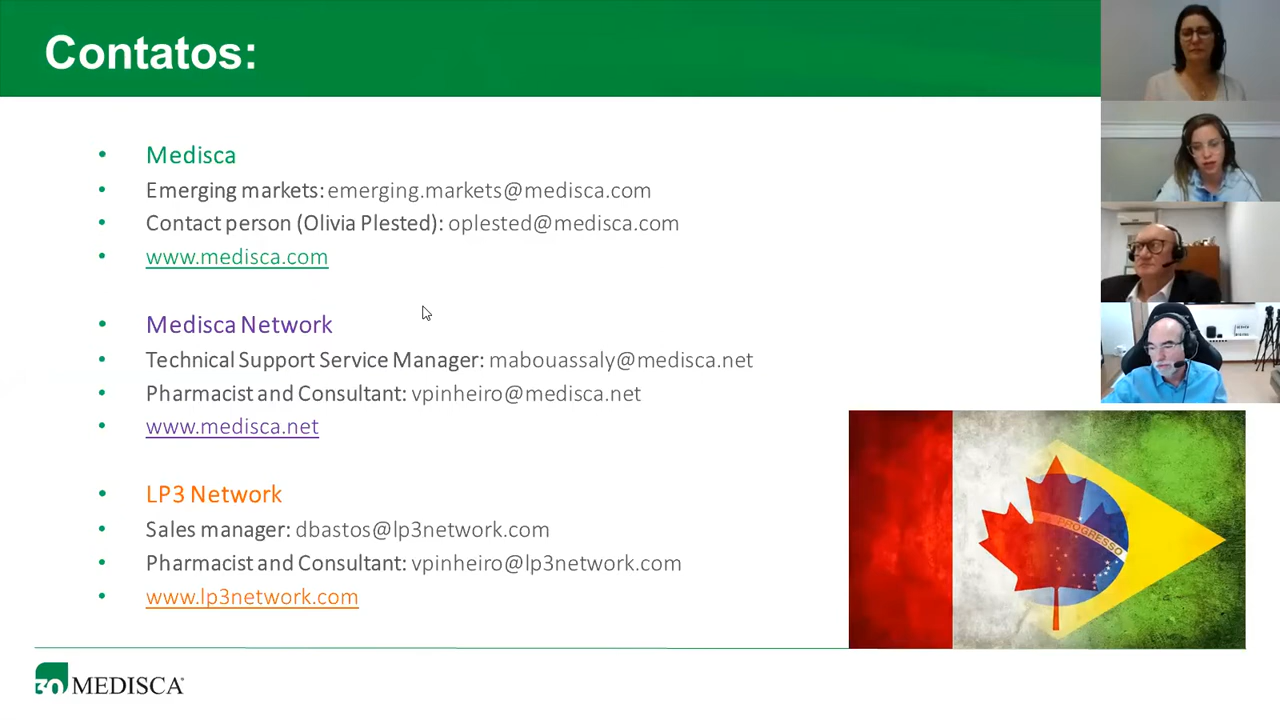 Contatos:
Medisca
Emerging markets: emerging.markets@medisca.com
Contact person (Olivia Plested): oplested@medisca.com
www.medisca.com
Medisca Network
Technical Support Service Manager: mabouassaly@medisca.net
Pharmacist and Consultant: vpinheiro@medisca.net
www.medisca.net
LP3 Network
Sales manager: dbastos@lp3network.com
Pharmacist and Consultant: vpinheiro@lp3network.com
www.lp3network.com
PROGRESSO
30 MEDISCA